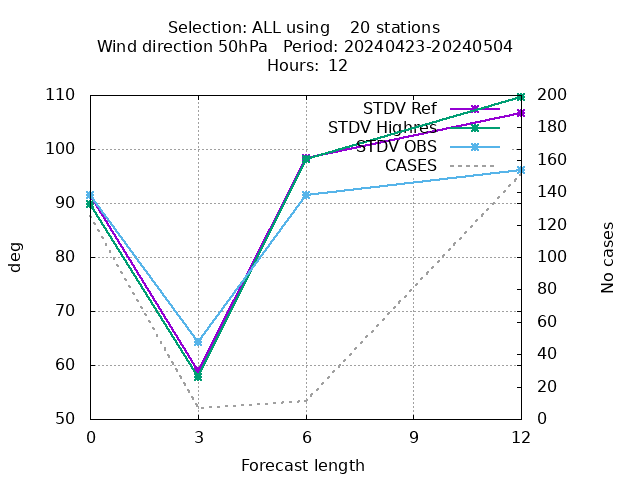 Selection: ALL using 20 stations
Wind direction 50hPa Period: 20240423-20240504
Hours: 12
110 200
STDV Ref
180
STDV Highres
100 STDV OBS 160
CASES
140
90
120
deg
No cases
80 100
80
70
60
60 40
20
50 0
0 3 6 9 12
Forecast length